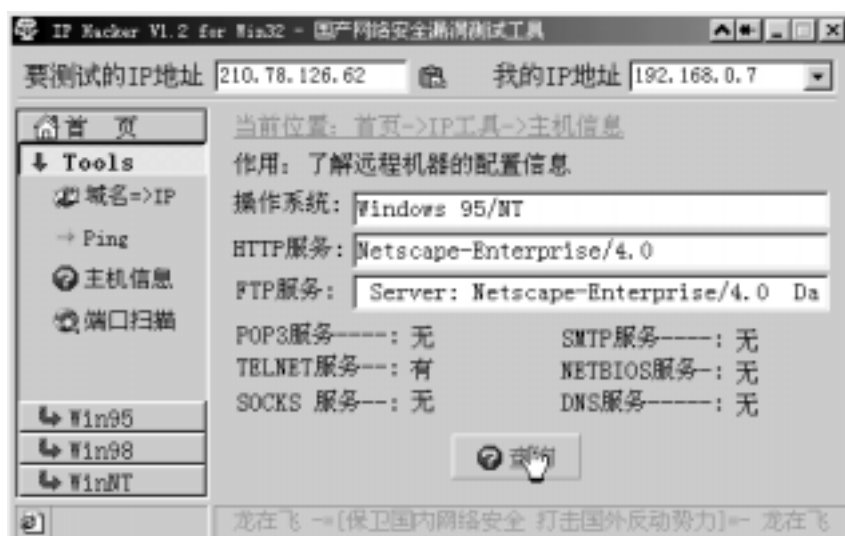 IP Hacker V1.2 for Win32 - 国产网络安全漏洞测试工具
要测试的IP地址 210.78.126.62 我的IP地址 192.168.0.7
首 页
Tools
域名=>IP
→ Ping
主机信息
端口扫描
Win95
Win98
WinNT
当前位置: 首页->IP工具->主机信息
作用: 了解远程机器的配置信息
操作系统: Windows 95/NT
HTTP服务: Netscape-Enterprise/4.0
FTP服务: Server: Netscape-Enterprise/4.0 Da
POP3服务----: 无 SMTP服务----: 无
TELNET服务--: 有 NETBIOS服务-: 无
SOCKS 服务--: 无 DNS服务-----: 无
龙在飞 -=[保卫国内网络安全 打击国外反动势力]=- 龙在飞